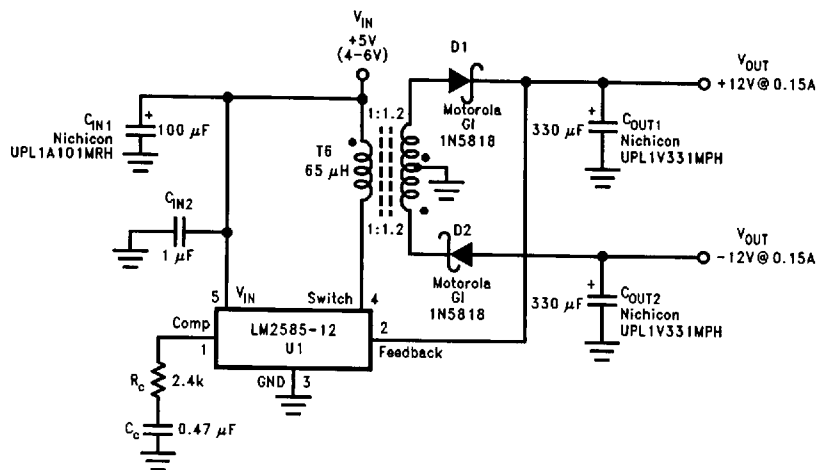 V_IN
+5V
(4-6V)
D1
V_OUT
+12V@ 0.15A
+
C_IN1
Nichicon
UPL1A101MRH
100 μF
1:1.2
T6
65 μH
Motorola
GI
1N5818
+
330 μF
C_OUT1
Nichicon
UPL1V331MPH
C_IN2
1 μF
1:1.2
D2
V_OUT
-12V@ 0.15A
Motorola
GI
1N5818
+
330 μF
C_OUT2
Nichicon
UPL1V331MPH
5
V_IN
Switch
4
Comp
1
LM2585-12
U1
2
Feedback
GND
3
R_c
2.4k
C_c
0.47 μF